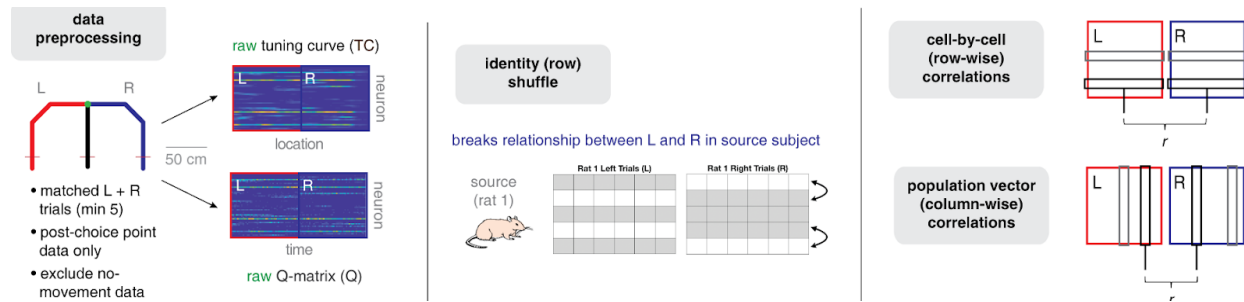 data
preprocessing
L
R
50 cm
• matched L + R
trials (min 5)
• post-choice point
data only
• exclude no-
movement data
raw tuning curve (TC)
L
R
neuron
location
L
R
neuron
time
raw Q-matrix (Q)
identity (row)
shuffle
breaks relationship between L and R in source subject
source
(rat 1)
Rat 1 Left Trials (L)
Rat 1 Right Trials (R)
cell-by-cell
(row-wise)
correlations
L
R
r
population vector
(column-wise)
correlations
L
R
r